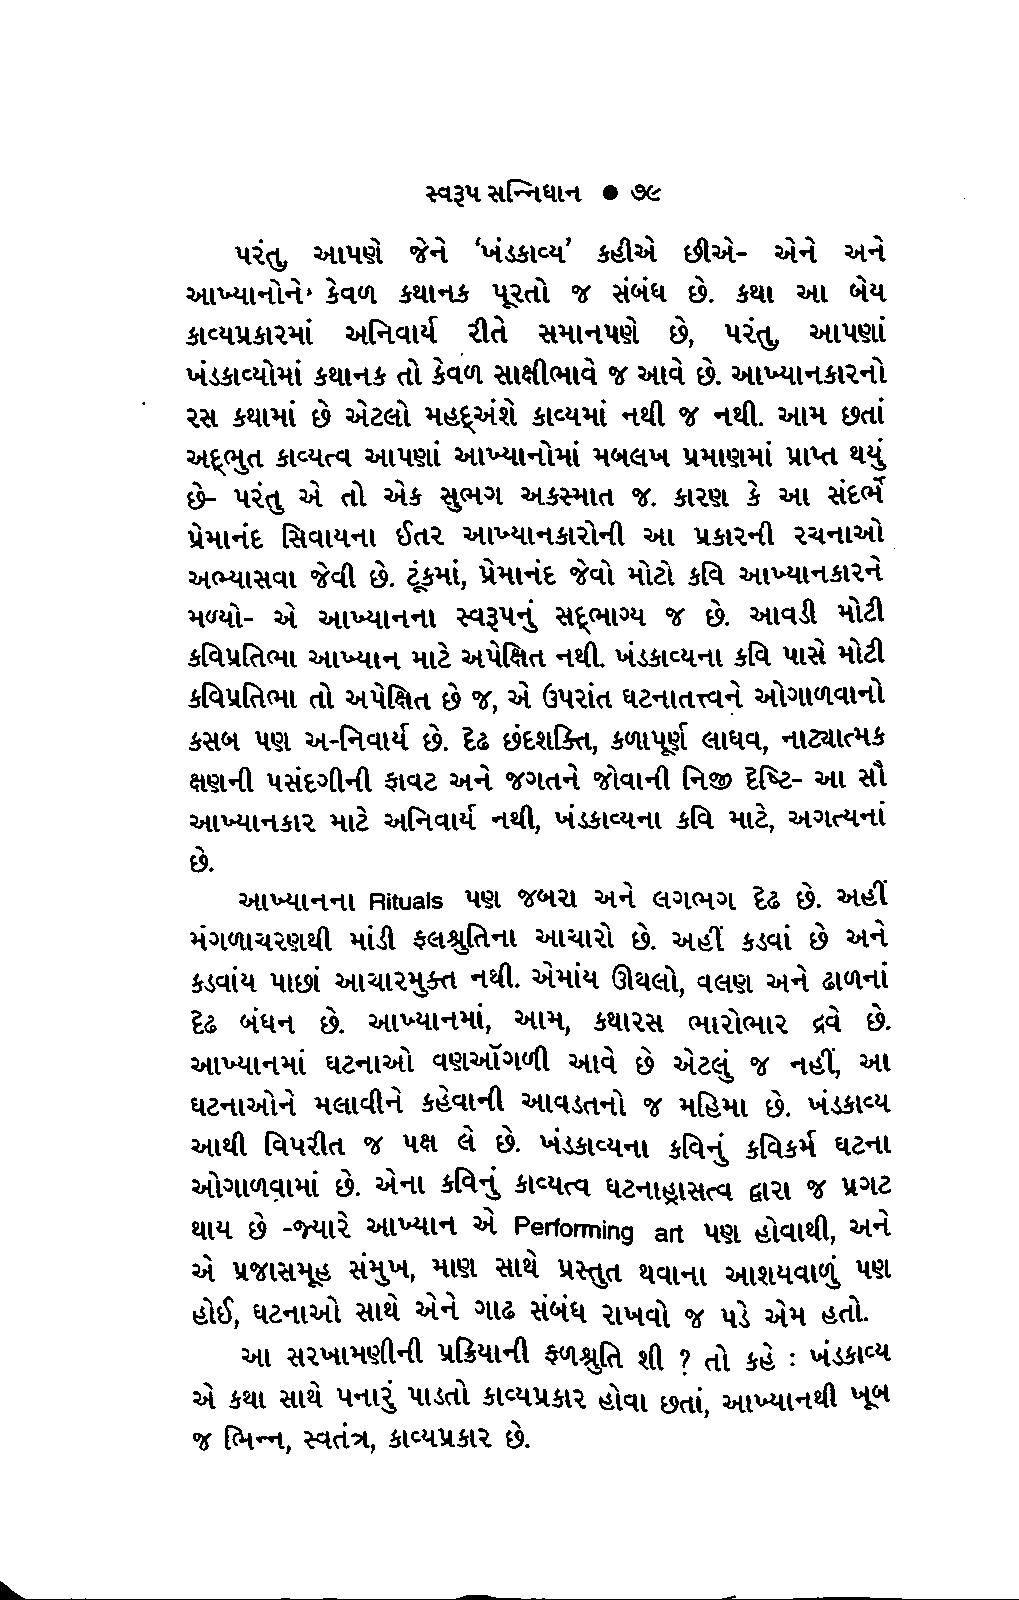 સ્વરૂપ સન્નિધાન ● ૭૯
પરંતુ, આપણે જેને ‘ખંડકાવ્ય’ કહીએ છીએ- એને અને
આખ્યાનોને' કેવળ કથાનક પૂરતો જ સંબંધ છે. કથા આ બેય
કાવ્યપ્રકારમાં અનિવાર્ય રીતે સમાનપણે છે, પરંતુ, આપણાં
ખંડકાવ્યોમાં કથાનક તો કેવળ સાક્ષીભાવે જ આવે છે. આખ્યાનકારનો
રસ કથામાં છે એટલો મહદ્અંશે કાવ્યમાં નથી જ નથી. આમ છતાં
અદ્ભુત કાવ્યત્વ આપણાં આખ્યાનોમાં મબલખ પ્રમાણમાં પ્રાપ્ત થયું
છે- પરંતુ એ તો એક સુભગ અકસ્માત જ. કારણ કે આ સંદર્ભે
પ્રેમાનંદ સિવાયના ઈતર આખ્યાનકારોની આ પ્રકારની રચનાઓ
અભ્યાસવા જેવી છે. ટૂંકમાં, પ્રેમાનંદ જેવો મોટો કવિ આખ્યાનકારને
મળ્યો- એ આખ્યાનના સ્વરૂપનું સદ્ભાગ્ય જ છે. આવડી મોટી
કવિપ્રતિભા આખ્યાન માટે અપેક્ષિત નથી. ખંડકાવ્યના કવિ પાસે મોટી
કવિપ્રતિભા તો અપેક્ષિત છે જ, એ ઉપરાંત ઘટનાતત્ત્વને ઓગાળવાનો
કસબ પણ અ-નિવાર્ય છે. દૃઢ છંદશક્તિ, કળાપૂર્ણ લાઘવ, નાટ્યાત્મક
ક્ષણની પસંદગીની ફાવટ અને જગતને જોવાની નિજી દૃષ્ટિ- આ સૌ
આખ્યાનકાર માટે અનિવાર્ય નથી, ખંડકાવ્યના કવિ માટે, અગત્યનાં
છે.
આખ્યાનના Rituals પણ જબરા અને લગભગ દૃઢ છે. અહીં
મંગળાચરણથી માંડી ફલશ્રુતિના આચારો છે. અહીં કડવાં છે અને
કડવાંય પાછાં આચારમુક્ત નથી. એમાંય ઊથલો, વલણ અને ઢાળનાં
દૃઢ બંધન છે. આખ્યાનમાં, આમ, કથારસ ભારોભાર દ્રવે છે.
આખ્યાનમાં ઘટનાઓ વણઑગળી આવે છે એટલું જ નહીં, આ
ઘટનાઓને મલાવીને કહેવાની આવડતનો જ મહિમા છે. ખંડકાવ્ય
આથી વિપરીત જ પક્ષ લે છે. ખંડકાવ્યના કવિનું કવિકર્મ ઘટના
ઓગાળવામાં છે. એના કવિનું કાવ્યત્વ ઘટનાહ્રાસત્વ દ્વારા જ પ્રગટ
થાય છે -જ્યારે આખ્યાન એ Performing art પણ હોવાથી, અને
એ પ્રજાસમૂહ સંમુખ, માણ સાથે પ્રસ્તુત થવાના આશયવાળું પણ
હોઈ, ઘટનાઓ સાથે એને ગાઢ સંબંધ રાખવો જ પડે એમ હતો.
આ સરખામણીની પ્રક્રિયાની ફળશ્રુતિ શી ? તો કહે : ખંડકાવ્ય
એ કથા સાથે પનારું પાડતો કાવ્યપ્રકાર હોવા છતાં, આખ્યાનથી ખૂબ
જ ભિન્ન, સ્વતંત્ર, કાવ્યપ્રકાર છે.